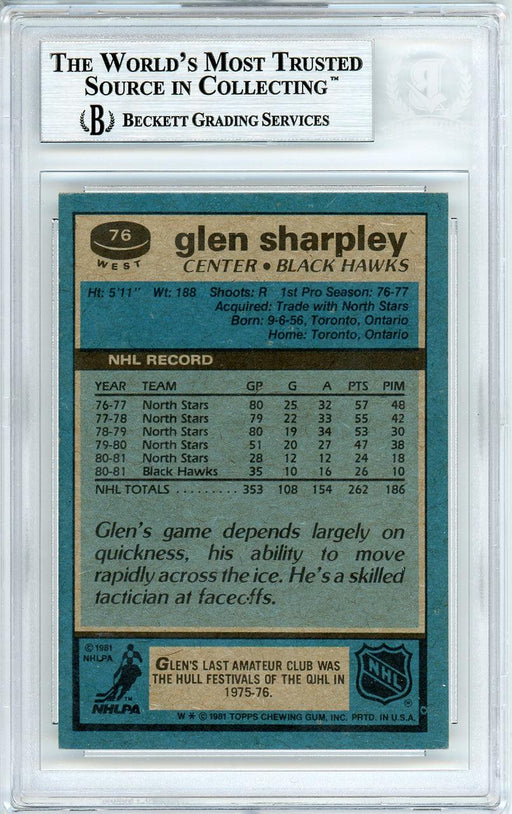 THE WORLD'S MOST TRUSTED
SOURCE IN COLLECTING™
B BECKETT GRADING SERVICES
76
WEST
glen sharpley
CENTER • BLACK HAWKS
Ht: 5'11" Wt: 188 Shoots: R 1st Pro Season: 76-77
Acquired: Trade with North Stars
Born: 9-6-56, Toronto, Ontario
Home: Toronto, Ontario
NHL RECORD
YEAR TEAM GP G A PTS PIM
76-77 North Stars 80 25 32 57 48
77-78 North Stars 79 22 33 55 42
78-79 North Stars 80 19 34 53 30
79-80 North Stars 51 20 27 47 38
80-81 North Stars 28 12 12 24 18
80-81 Black Hawks 35 10 16 26 10
NHL TOTALS ......... 353 108 154 262 186
Glen's game depends largely on
quickness, his ability to move
rapidly across the ice. He's a skilled
tactician at faceoffs.
© 1981
NHLPA
NHLPA
GLEN'S LAST AMATEUR CLUB WAS
THE HULL FESTIVALS OF THE QJHL IN
1975-76.
NHL
W * © 1981 TOPPS CHEWING GUM, INC. PRTD. IN U.S.A.